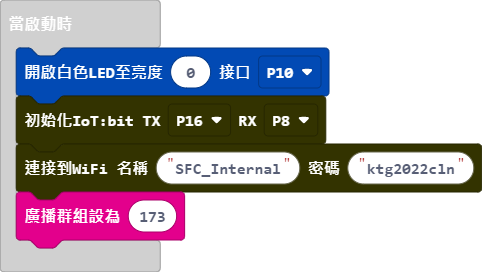 當啟動時
開啟白色LED至亮度 0 接口 P10
初始化IoT:bit TX P16 RX P8
連接到WiFi 名稱 "SFC_Internal" 密碼 "ktg2022cln"
廣播群組設為 173